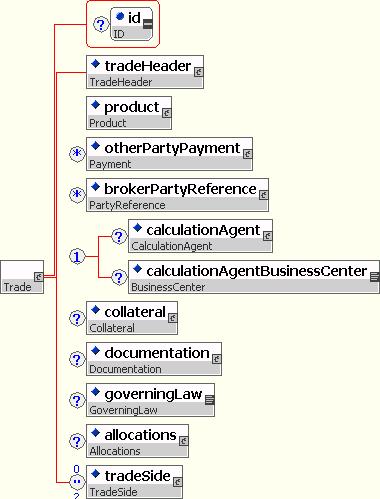 ? id
ID
tradeHeader
TradeHeader
product
Product
* otherPartyPayment
Payment
* brokerPartyReference
PartyReference
? calculationAgent
CalculationAgent
1
? calculationAgentBusinessCenter
BusinessCenter
Trade
? collateral
Collateral
? documentation
Documentation
? governingLaw
GoverningLaw
? allocations
Allocations
0
tradeSide
TradeSide
2